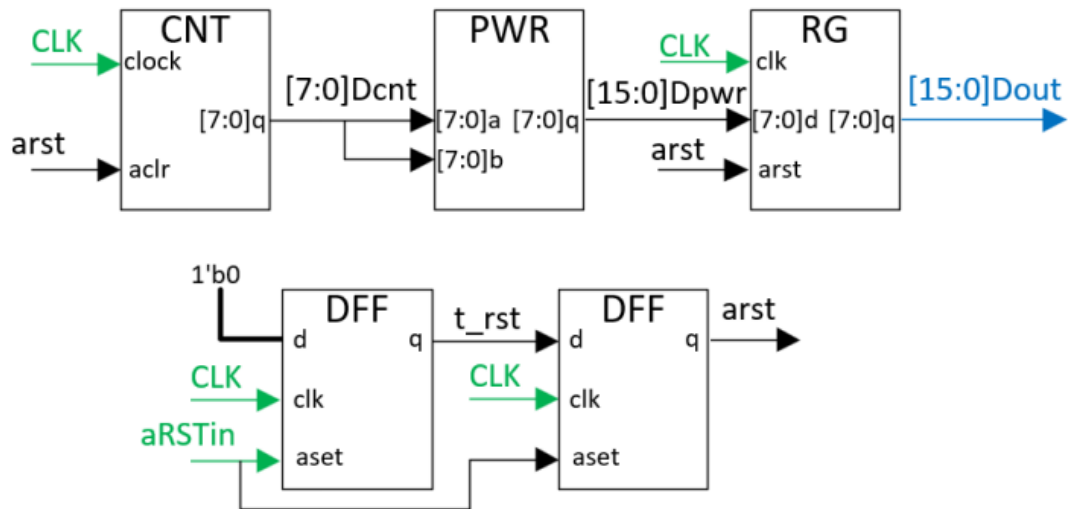 CNT
CLK
clock
[7:0]q
arst
aclr
[7:0]Dcnt
PWR
[7:0]a [7:0]q
[7:0]b
[15:0]Dpwr
RG
CLK
clk
[7:0]d [7:0]q
arst
arst
[15:0]Dout
1'b0
DFF
d q
CLK
clk
aRSTin
aset
t_rst
DFF
d q
CLK
clk
aset
arst